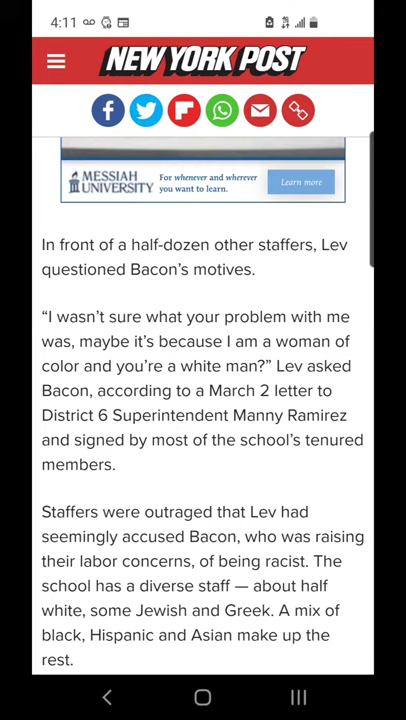 4:11
NEW YORK POST
MESSIAH
UNIVERSITY
For whenever and wherever
you want to learn.
Learn more
In front of a half-dozen other staffers, Lev
questioned Bacon’s motives.
“I wasn’t sure what your problem with me
was, maybe it’s because I am a woman of
color and you’re a white man?” Lev asked
Bacon, according to a March 2 letter to
District 6 Superintendent Manny Ramirez
and signed by most of the school’s tenured
members.
Staffers were outraged that Lev had
seemingly accused Bacon, who was raising
their labor concerns, of being racist. The
school has a diverse staff — about half
white, some Jewish and Greek. A mix of
black, Hispanic and Asian make up the
rest.